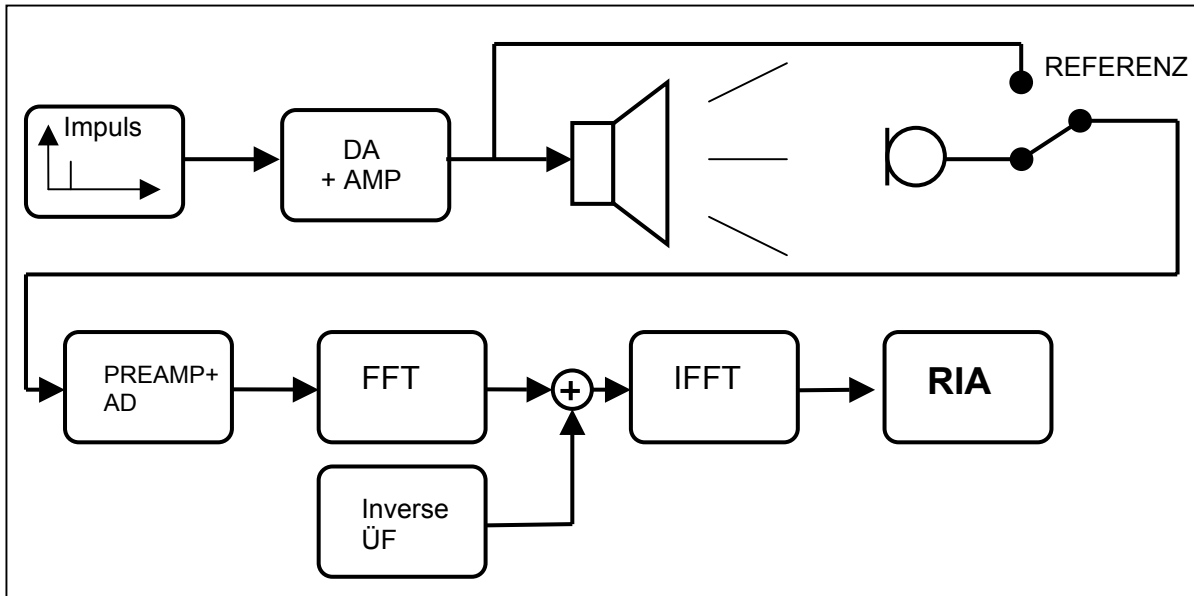 REFERENZ
Impuls
DA
+ AMP
PREAMP+
AD
FFT
+
IFFT
RIA
Inverse
ÜF